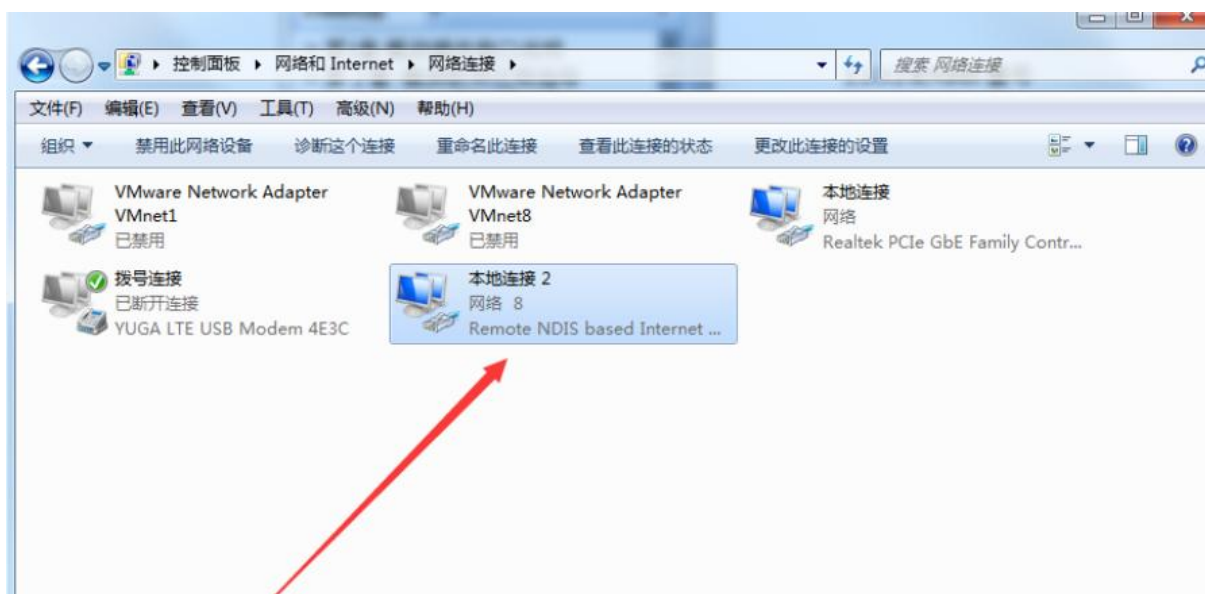 控制面板 ▸ 网络和 Internet ▸ 网络连接 ▸
搜索 网络连接
文件(F) 编辑(E) 查看(V) 工具(T) 高级(N) 帮助(H)
组织 ▼ 禁用此网络设备 诊断这个连接 重命名此连接 查看此连接的状态 更改此连接的设置
VMware Network Adapter
VMnet1
已禁用
VMware Network Adapter
VMnet8
已禁用
本地连接
网络
Realtek PCIe GbE Family Contr...
拨号连接
已断开连接
YUGA LTE USB Modem 4E3C
本地连接 2
网络 8
Remote NDIS based Internet ...